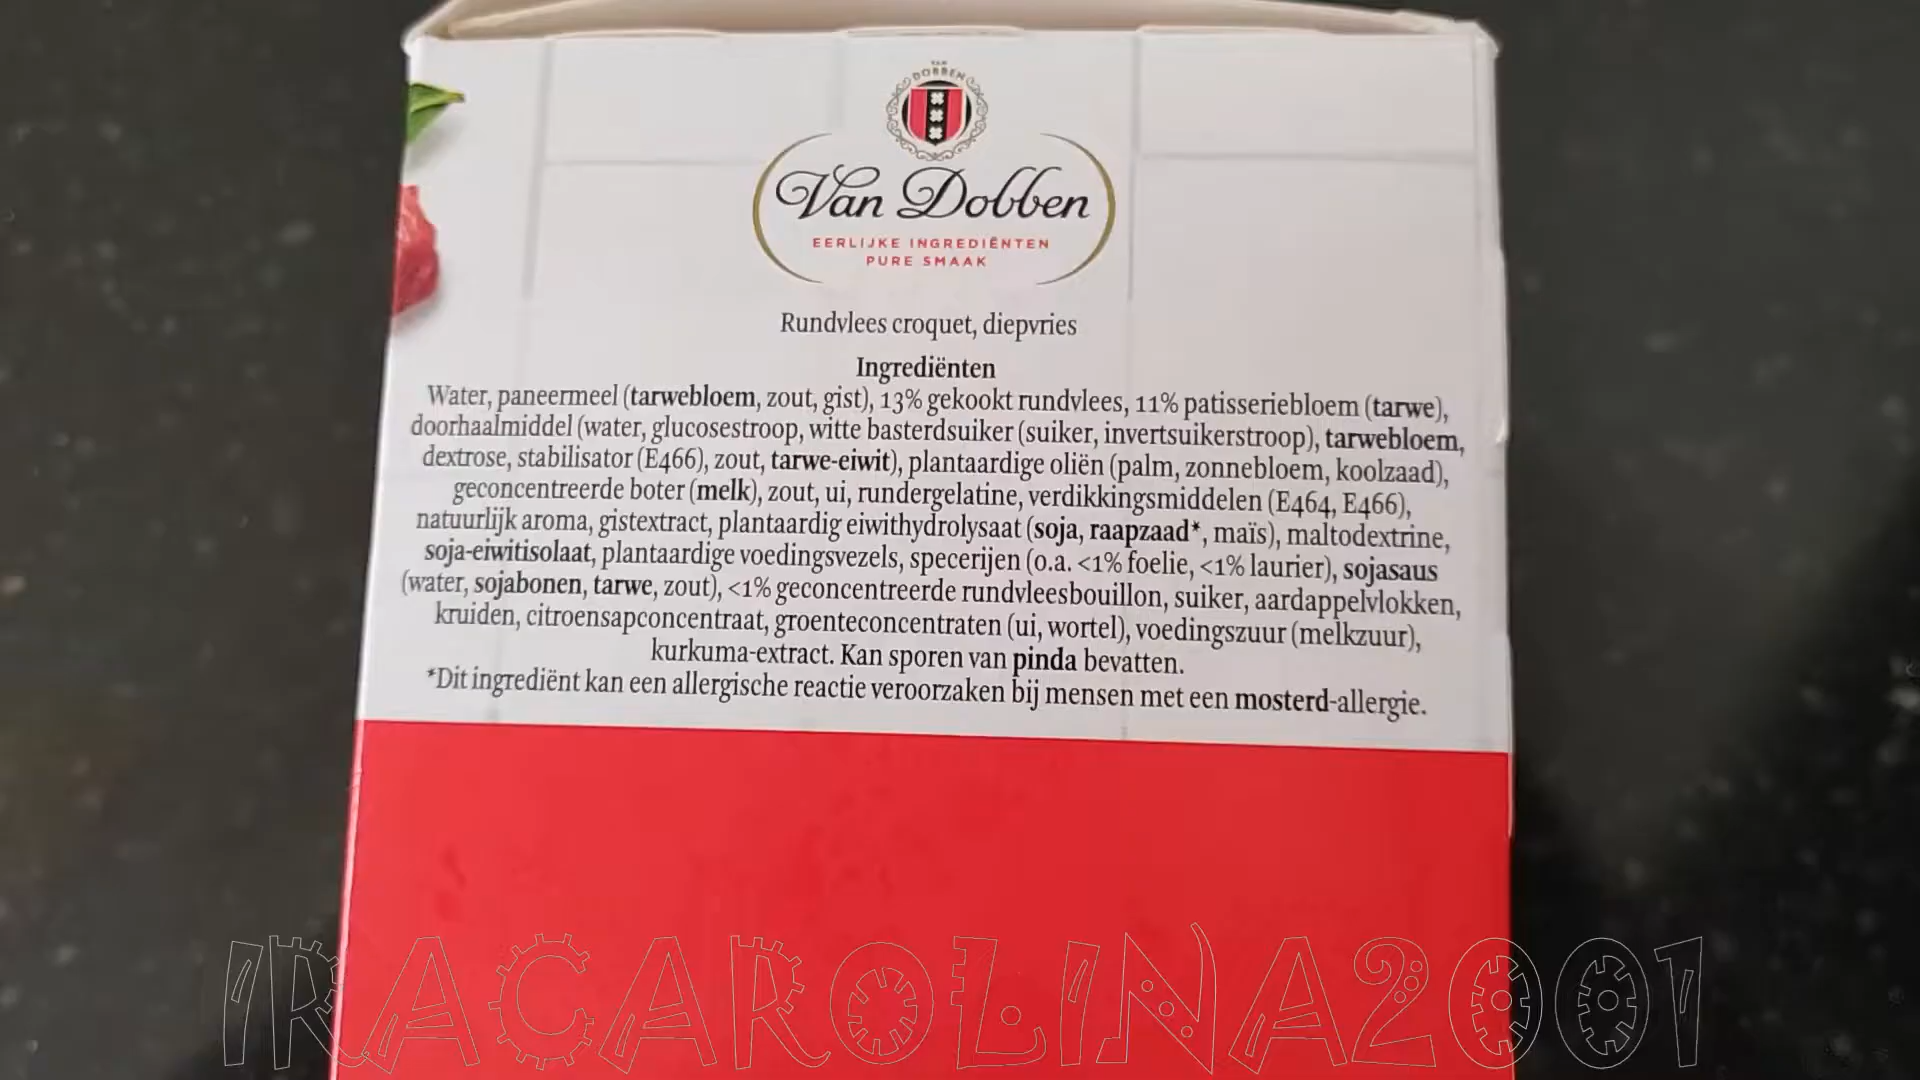 VAN
DOBBEN
Van Dobben
EERLIJKE INGREDIËNTEN
PURE SMAAK
Rundvlees croquet, diepvries
Ingrediënten
Water, paneermeel (tarwebloem, zout, gist), 13% gekookt rundvlees, 11% patisseriebloem (tarwe),
doorhaalmiddel (water, glucosestroop, witte basterdsuiker (suiker, invertsuikerstroop), tarwebloem,
dextrose, stabilisator (E466), zout, tarwe-eiwit), plantaardige oliën (palm, zonnebloem, koolzaad),
geconcentreerde boter (melk), zout, ui, rundergelatine, verdikkingsmiddelen (E464, E466),
natuurlijk aroma, gistextract, plantaardig eiwithydrolysaat (soja, raapzaad*, maïs), maltodextrine,
soja-eiwitisolaat, plantaardige voedingsvezels, specerijen (o.a. <1% foelie, <1% laurier), sojasaus
(water, sojabonen, tarwe, zout), <1% geconcentreerde rundvleesbouillon, suiker, aardappelvlokken,
kruiden, citroensapconcentraat, groenteconcentraten (ui, wortel), voedingszuur (melkzuur),
kurkuma-extract. Kan sporen van pinda bevatten.
*Dit ingrediënt kan een allergische reactie veroorzaken bij mensen met een mosterd-allergie.
IRACAROLINA2001